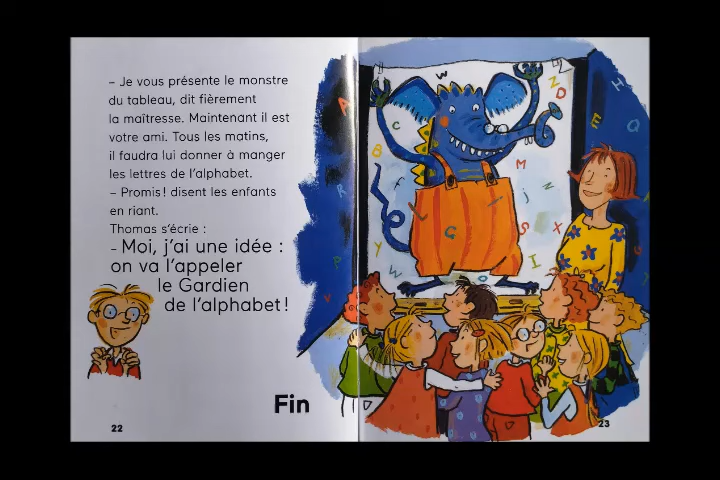 – Je vous présente le monstre
du tableau, dit fièrement
la maîtresse. Maintenant il est
votre ami. Tous les matins,
il faudra lui donner à manger
les lettres de l'alphabet.
– Promis ! disent les enfants
en riant.
Thomas s'écrie :
– Moi, j'ai une idée :
on va l'appeler
le Gardien
de l'alphabet !
Fin
22
23